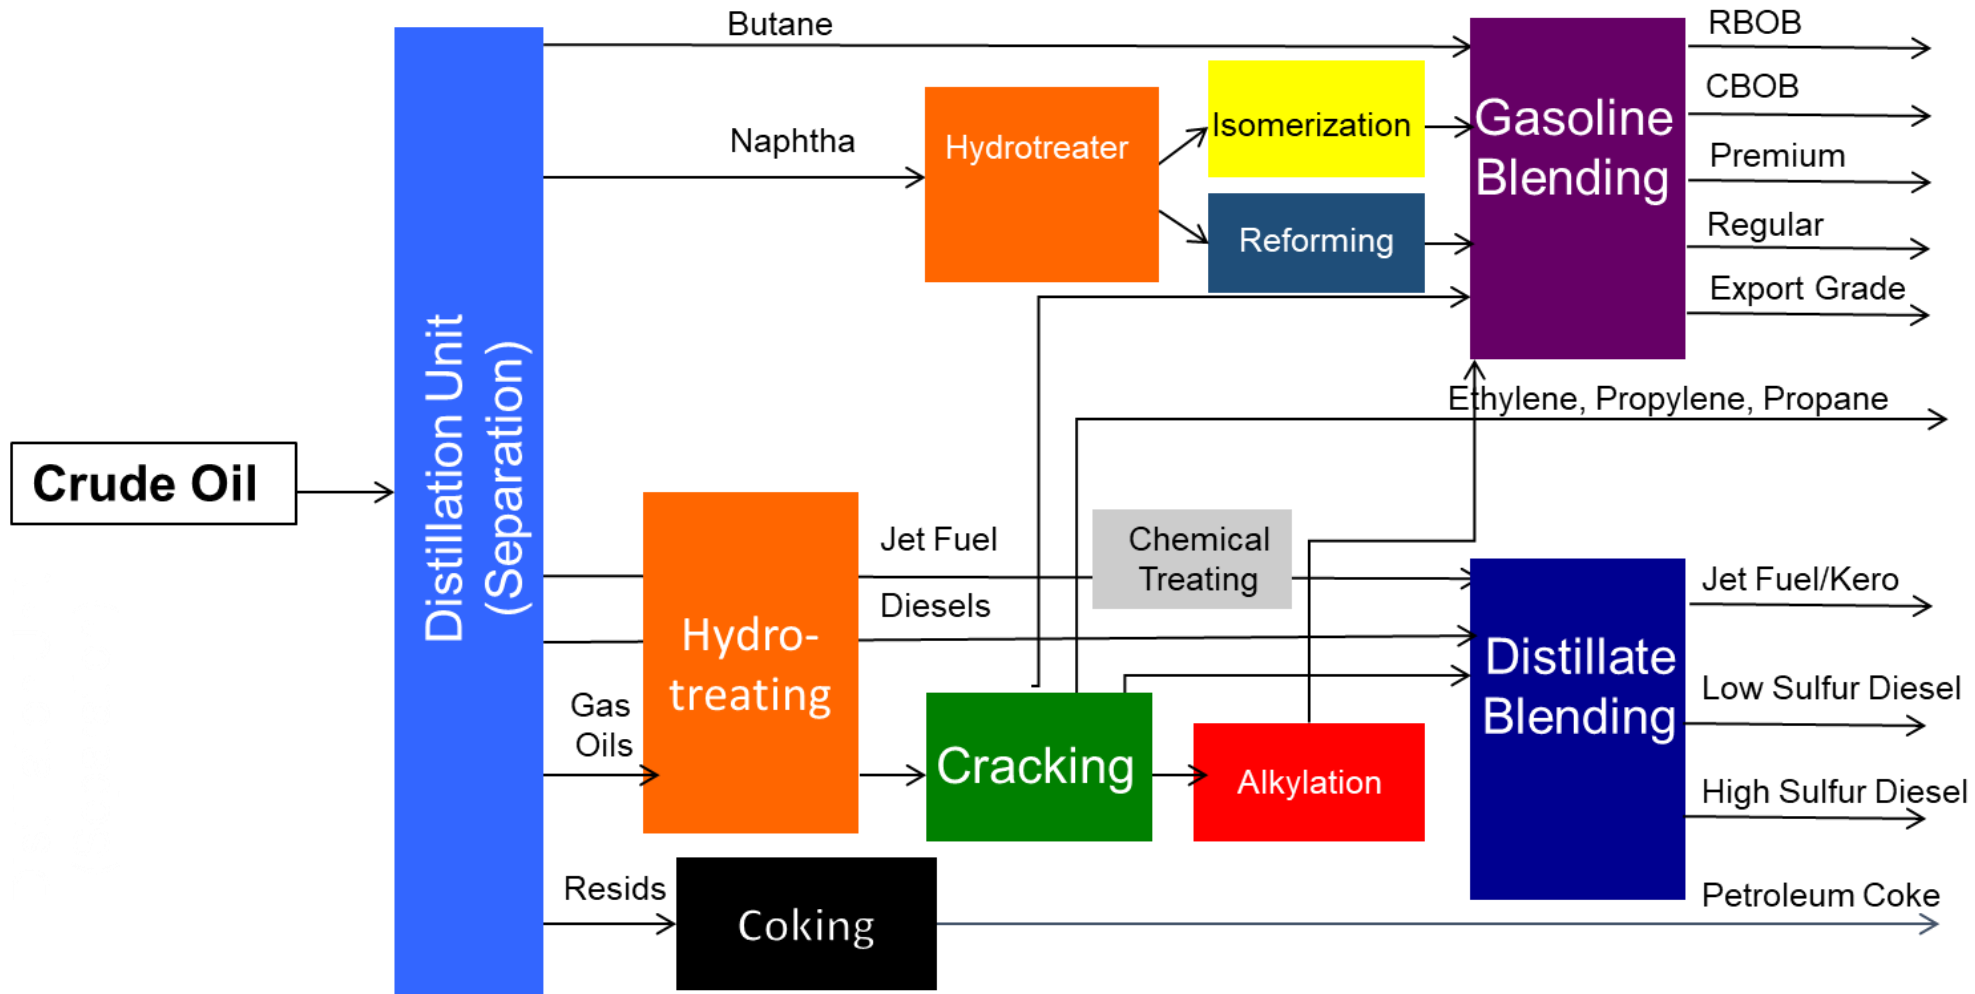 Butane
RBOB
CBOB
Naphtha
Hydrotreater
Isomerization
Gasoline
Blending
Premium
Reforming
Regular
Export Grade
Distillation Unit
(Separation)
Ethylene, Propylene, Propane
Crude Oil
Jet Fuel
Chemical
Treating
Jet Fuel/Kero
Diesels
Hydro-
treating
Distillate
Blending
Low Sulfur Diesel
Gas
Oils
Cracking
Alkylation
High Sulfur Diesel
Resids
Coking
Petroleum Coke